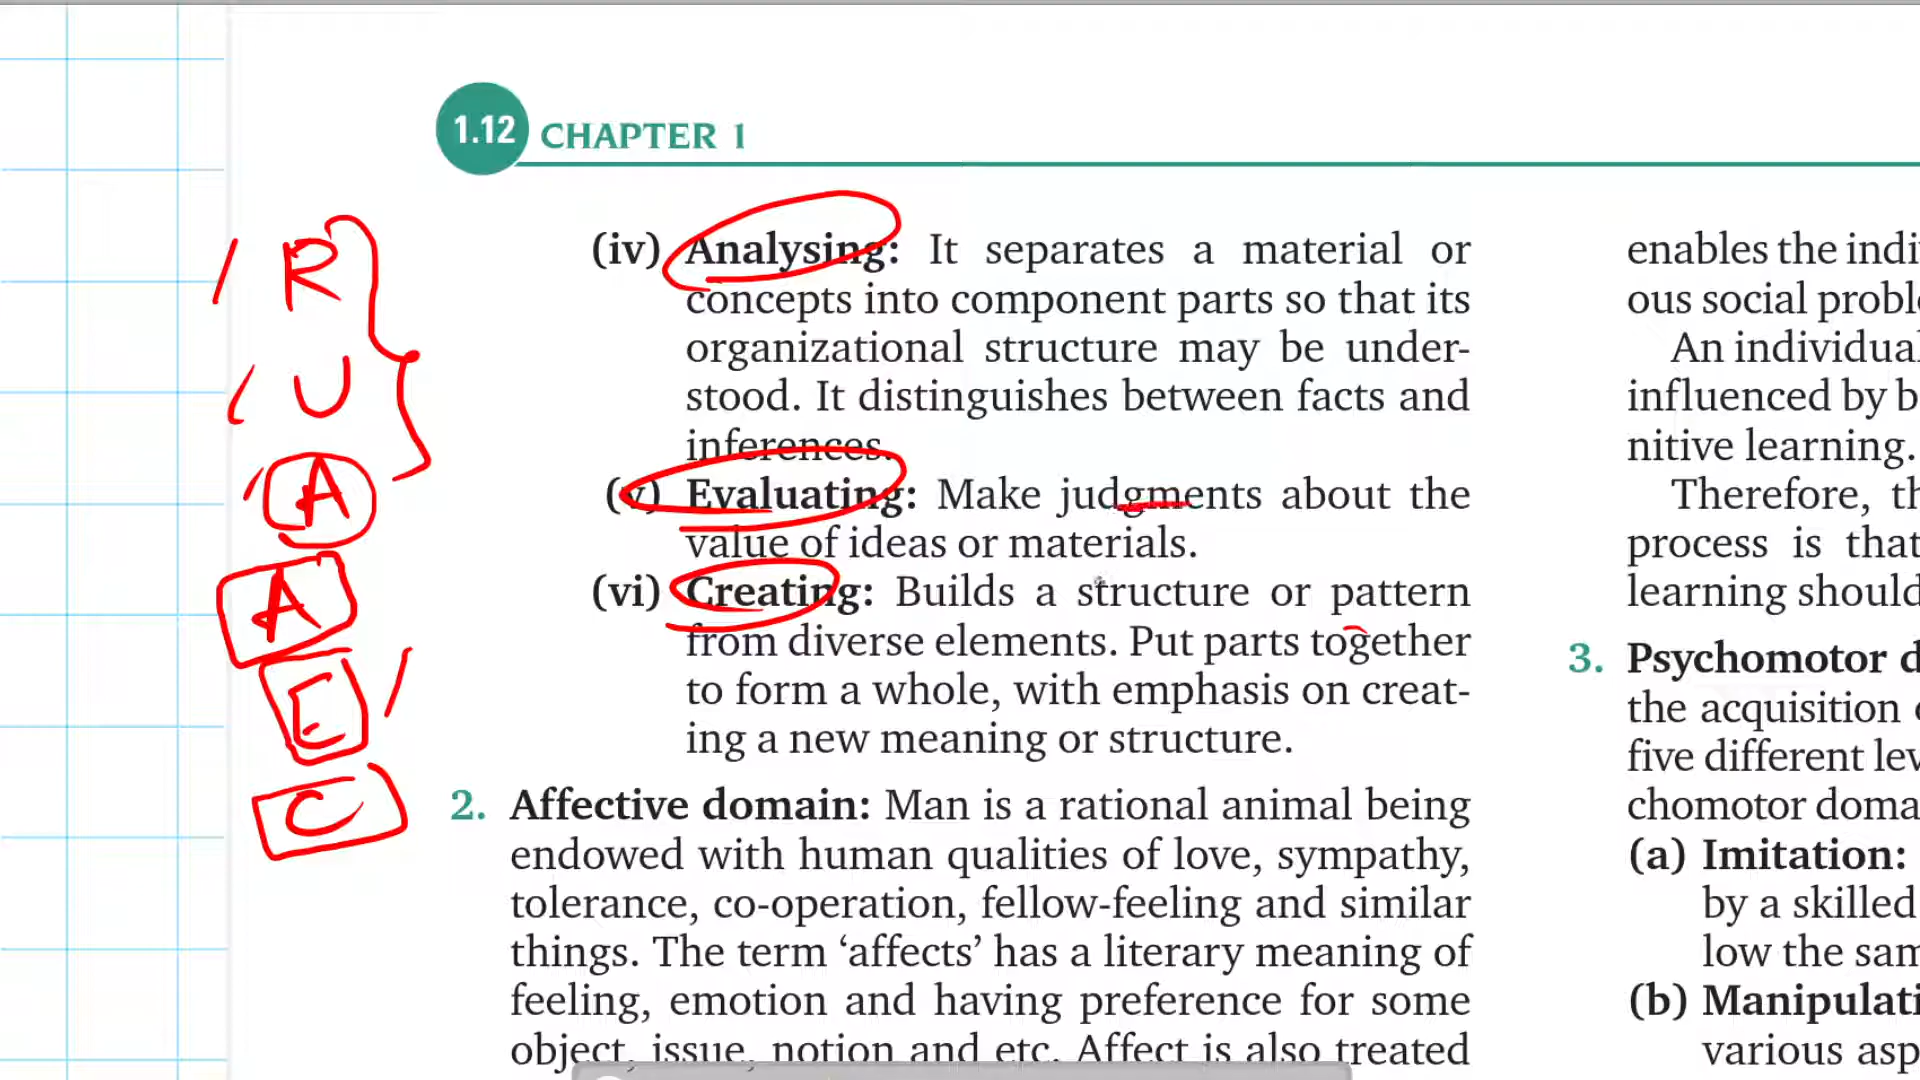 1.12 CHAPTER 1
R
U
A
A
E
C
(iv) Analysing: It separates a material or
concepts into component parts so that its
organizational structure may be under-
stood. It distinguishes between facts and
inferences.
(v) Evaluating: Make judgments about the
value of ideas or materials.
(vi) Creating: Builds a structure or pattern
from diverse elements. Put parts together
to form a whole, with emphasis on creat-
ing a new meaning or structure.
2. Affective domain: Man is a rational animal being
endowed with human qualities of love, sympathy,
tolerance, co-operation, fellow-feeling and similar
things. The term ‘affects’ has a literary meaning of
feeling, emotion and having preference for some
object, issue, notion and etc. Affect is also treated
enables the indi
ous social probl
An individual
influenced by b
nitive learning.
Therefore, th
process is that
learning should
3. Psychomotor d
the acquisition
five different lev
chomotor doma
(a) Imitation:
by a skilled
low the sam
(b) Manipulati
various asp